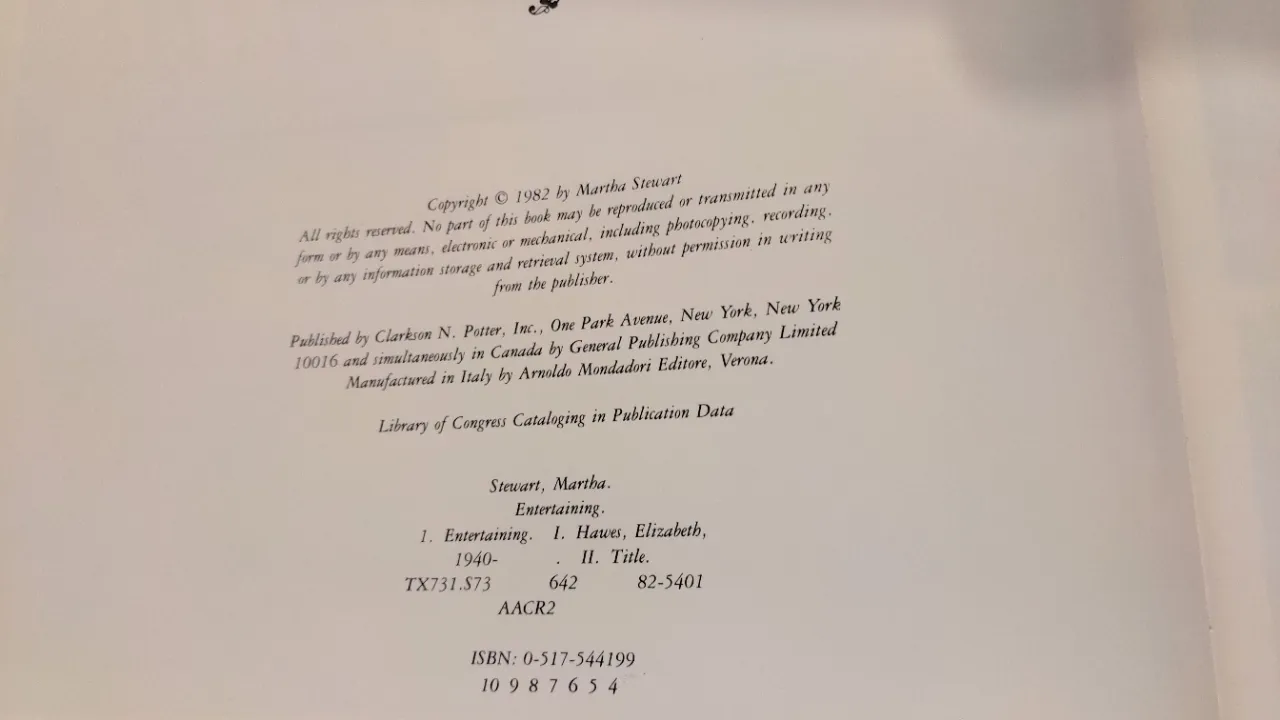 Copyright © 1982 by Martha Stewart
All rights reserved. No part of this book may be reproduced or transmitted in any
form or by any means, electronic or mechanical, including photocopying, recording,
or by any information storage and retrieval system, without permission in writing
from the publisher.
Published by Clarkson N. Potter, Inc., One Park Avenue, New York, New York
10016 and simultaneously in Canada by General Publishing Company Limited
Manufactured in Italy by Arnoldo Mondadori Editore, Verona.
Library of Congress Cataloging in Publication Data
Stewart, Martha.
Entertaining.
1. Entertaining. I. Hawes, Elizabeth,
1940- . II. Title.
TX731.S73 642 82-5401
AACR2
ISBN: 0-517-544199
10 9 8 7 6 5 4